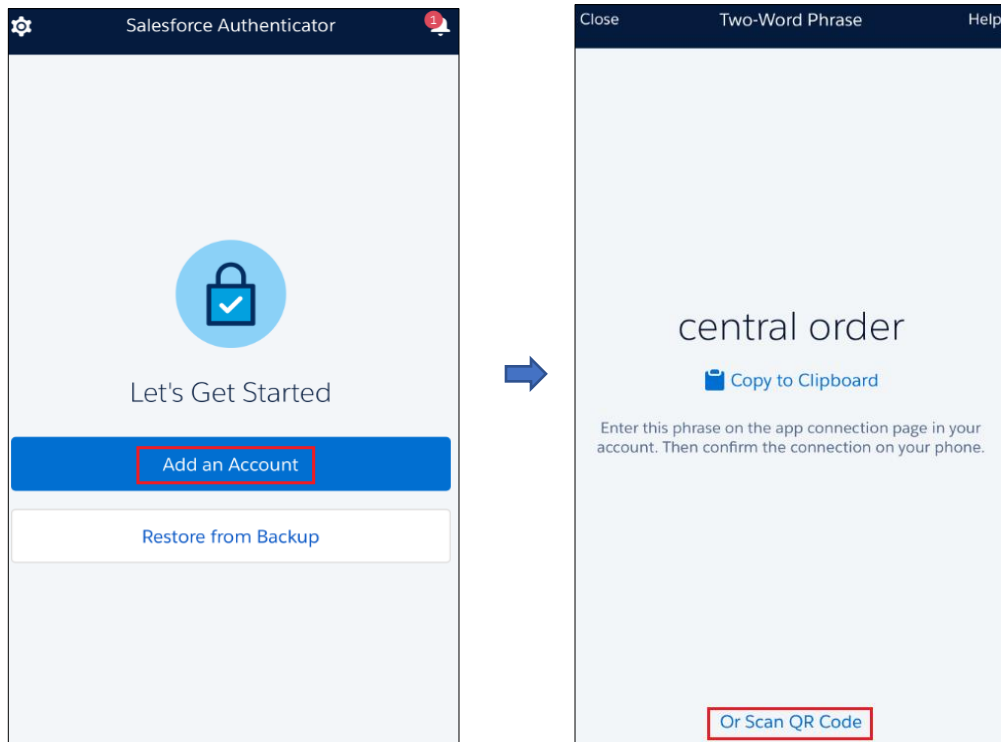 Salesforce Authenticator
1
Let's Get Started
Add an Account
Restore from Backup
Close
Two-Word Phrase
Help
central order
Copy to Clipboard
Enter this phrase on the app connection page in your
account. Then confirm the connection on your phone.
Or Scan QR Code